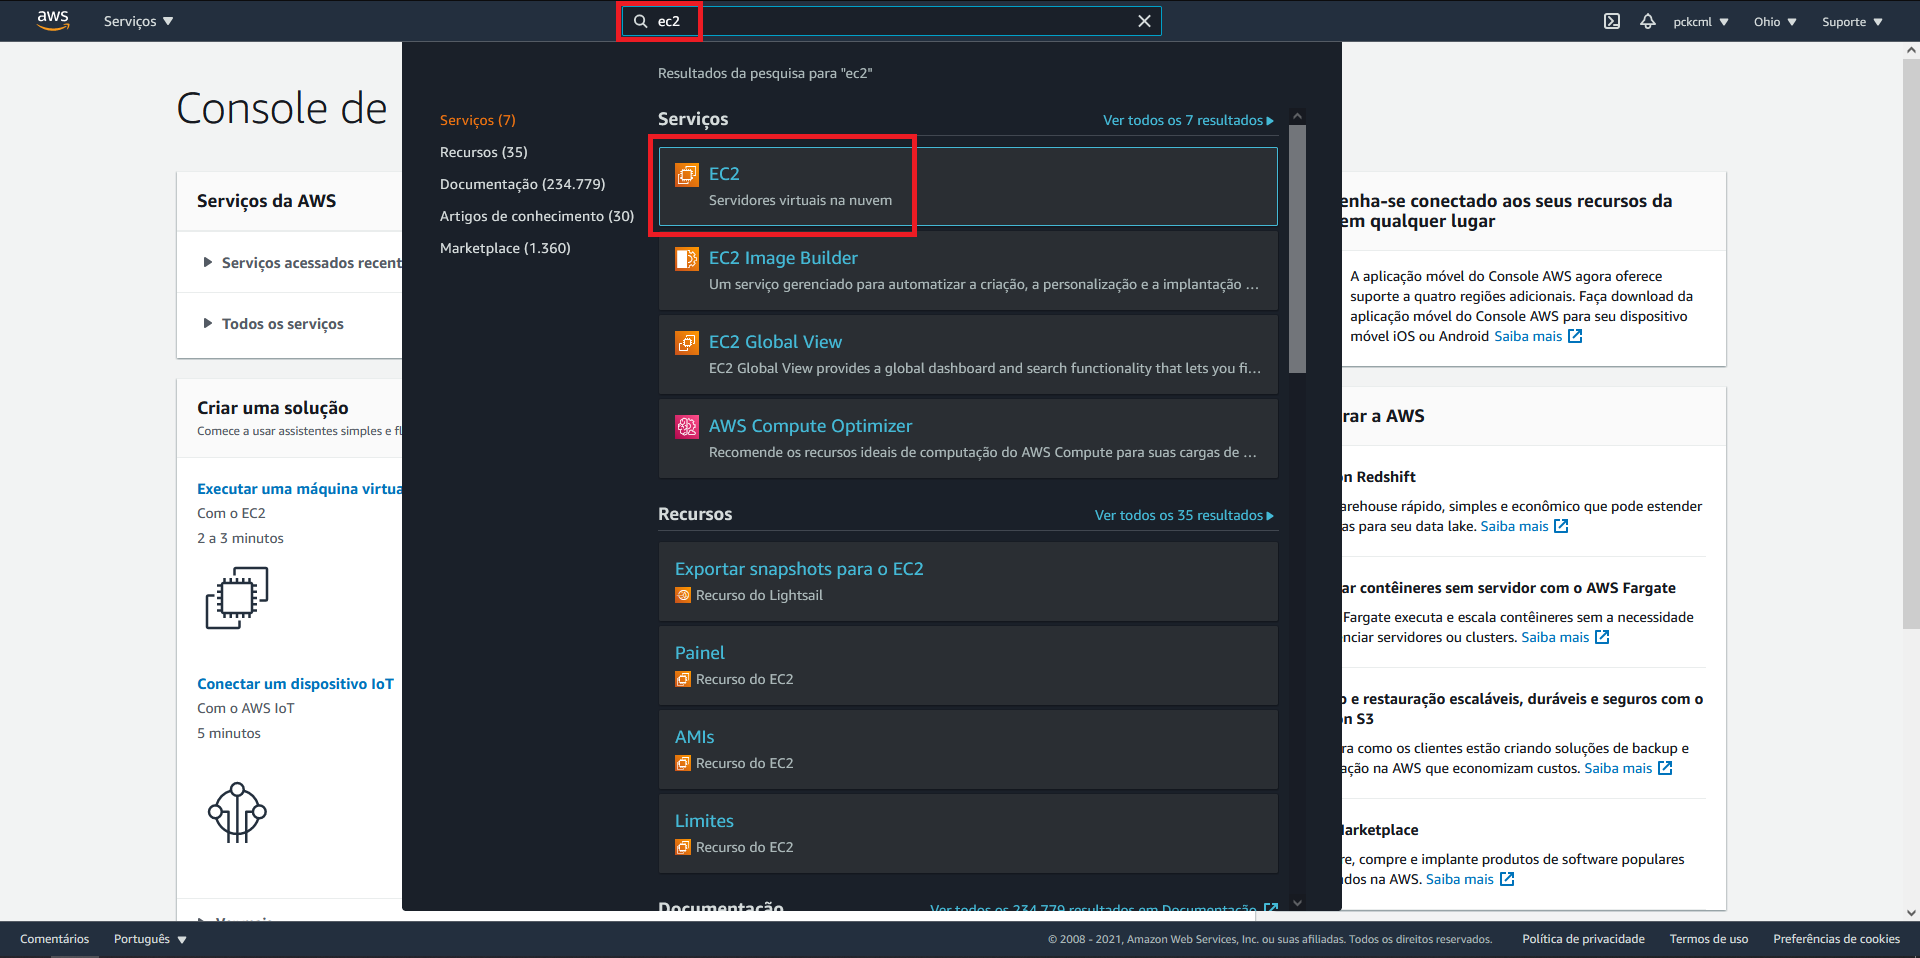 aws
Serviços
ec2
pckcml
Ohio
Suporte
Console de
Resultados da pesquisa para "ec2"
Serviços (7)
Recursos (35)
Documentação (234.779)
Artigos de conhecimento (30)
Marketplace (1.360)
Serviços
Ver todos os 7 resultados
EC2
Servidores virtuais na nuvem
EC2 Image Builder
Um serviço gerenciado para automatizar a criação, a personalização e a implantação ...
EC2 Global View
EC2 Global View provides a global dashboard and search functionality that lets you fi...
AWS Compute Optimizer
Recomende os recursos ideais de computação do AWS Compute para suas cargas de ...
Recursos
Ver todos os 35 resultados
Exportar snapshots para o EC2
Recurso do Lightsail
Painel
Recurso do EC2
AMIs
Recurso do EC2
Limites
Recurso do EC2
Documentação
Ver todos os 234.779 resultados em Documentação
Serviços da AWS
Serviços acessados recent
Todos os serviços
Criar uma solução
Comece a usar assistentes simples e fl
Executar uma máquina virtua
Com o EC2
2 a 3 minutos
Conectar um dispositivo IoT
Com o AWS IoT
5 minutos
Ver mais
enha-se conectado aos seus recursos da
em qualquer lugar
A aplicação móvel do Console AWS agora oferece
suporte a quatro regiões adicionais. Faça download da
aplicação móvel do Console AWS para seu dispositivo
móvel iOS ou Android Saiba mais
rar a AWS
n Redshift
arehouse rápido, simples e econômico que pode estender
as para seu data lake. Saiba mais
ar contêineres sem servidor com o AWS Fargate
Fargate executa e escala contêineres sem a necessidade
nciar servidores ou clusters. Saiba mais
o e restauração escaláveis, duráveis e seguros com o
n S3
ra como os clientes estão criando soluções de backup e
ação na AWS que economizam custos. Saiba mais
arketplace
re, compre e implante produtos de software populares
dos na AWS. Saiba mais
Comentários
Português
© 2008 - 2021, Amazon Web Services, Inc. ou suas afiliadas. Todos os direitos reservados.
Política de privacidade
Termos de uso
Preferências de cookies